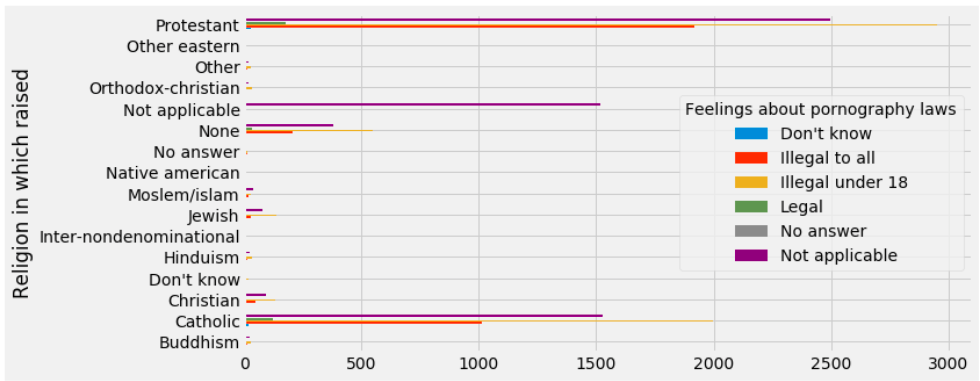 Religion in which raised
Protestant
Other eastern
Other
Orthodox-christian
Not applicable
None
No answer
Native american
Moslem/islam
Jewish
Inter-nondenominational
Hinduism
Don't know
Christian
Catholic
Buddhism
0 500 1000 1500 2000 2500 3000
Feelings about pornography laws
Don't know
Illegal to all
Illegal under 18
Legal
No answer
Not applicable